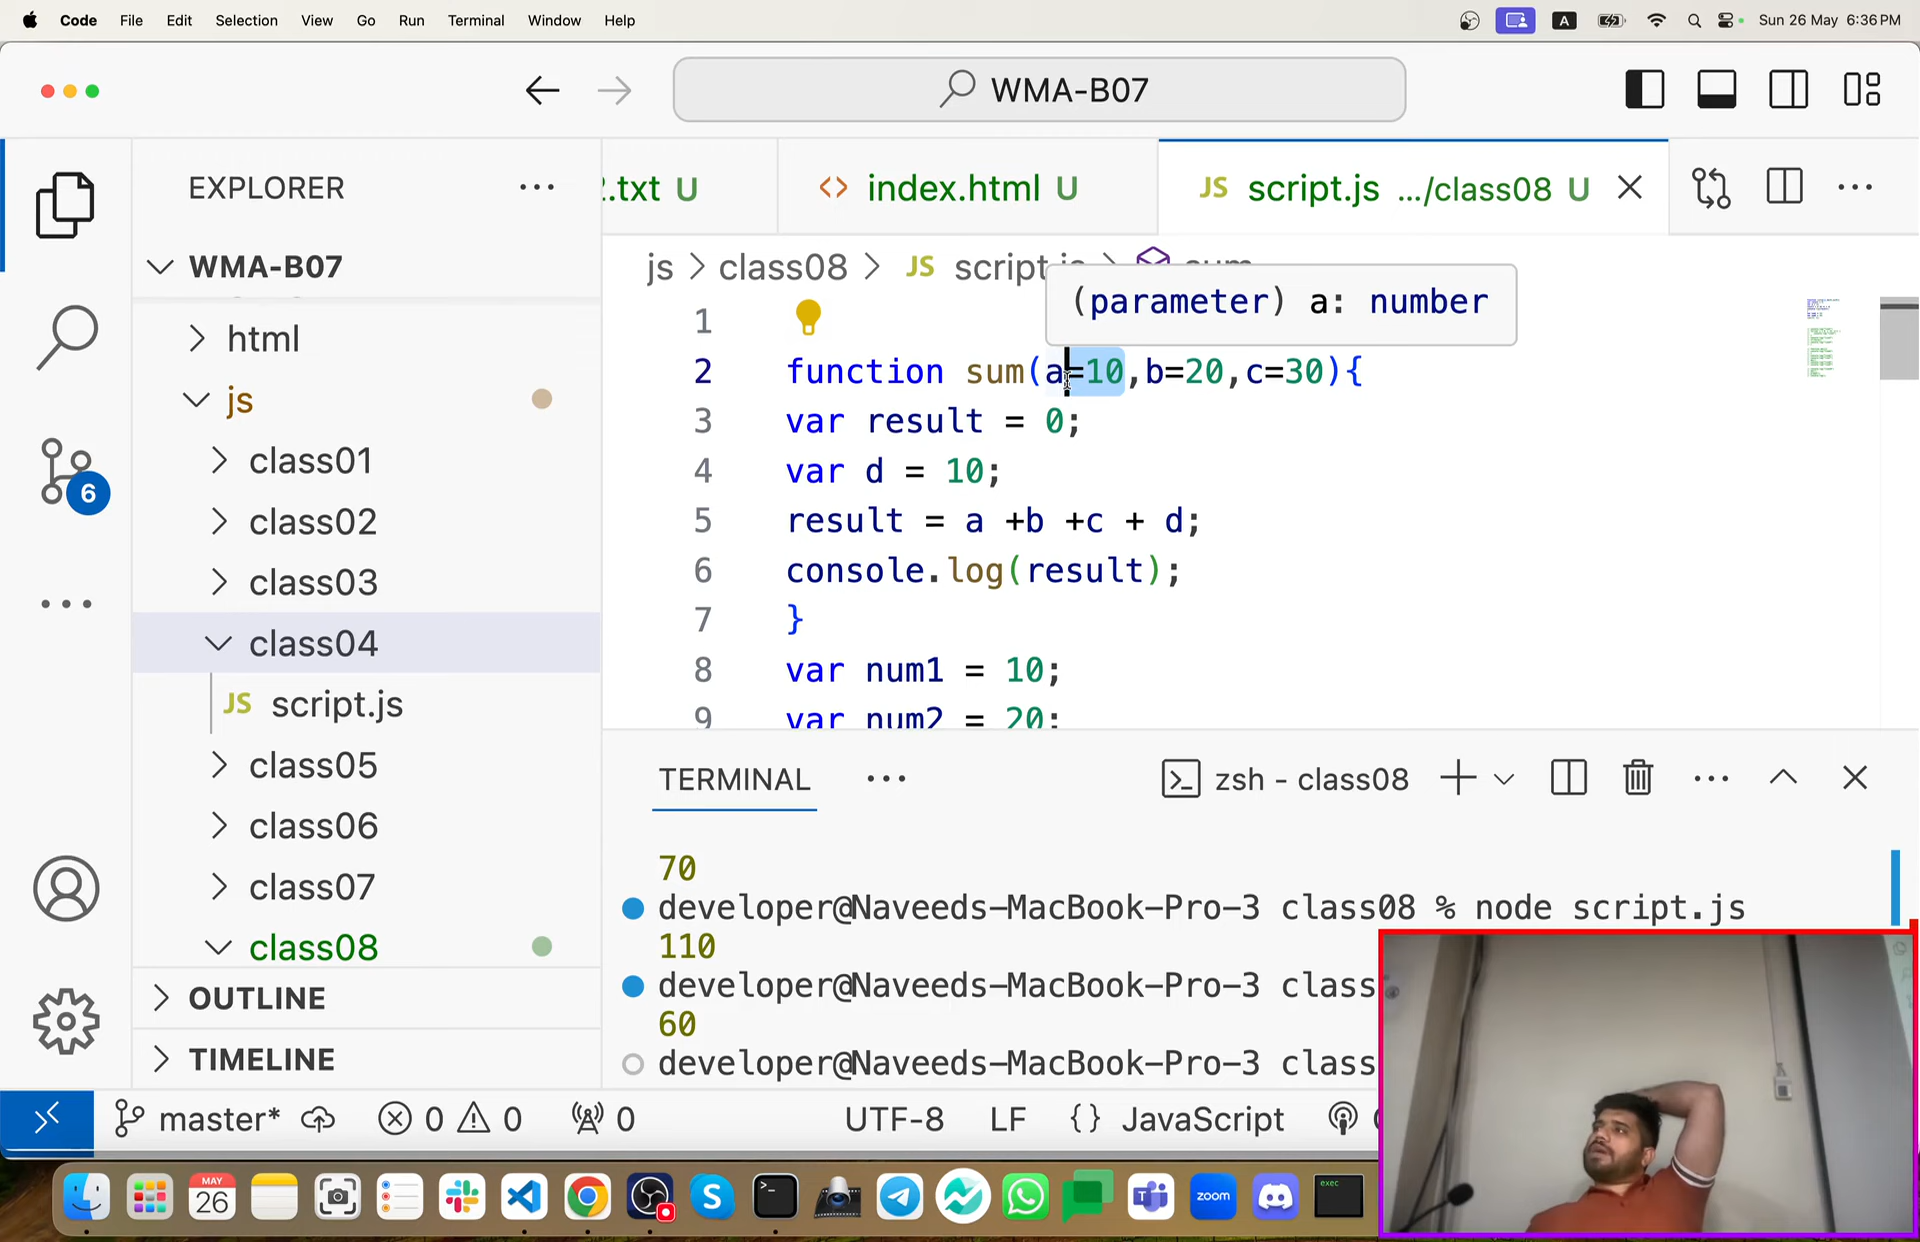 Code File Edit Selection View Go Run Terminal Window Help A Sun 26 May 6:36 PM
WMA-B07
EXPLORER
2.txt U index.html U JS script.js .../class08 U
WMA-B07
js class08 JS script.js sum
(parameter) a: number
html
js
class01
class02
class03
class04
JS script.js
class05
class06
class07
class08
OUTLINE
TIMELINE
6
1
2 function sum(a=10,b=20,c=30){
3 var result = 0;
4 var d = 10;
5 result = a +b +c + d;
6 console.log(result);
7 }
8 var num1 = 10;
9 var num2 = 20;
TERMINAL zsh - class08
70
developer@Naveeds-MacBook-Pro-3 class08 % node script.js
110
developer@Naveeds-MacBook-Pro-3 class
60
developer@Naveeds-MacBook-Pro-3 class
master* 0 0 0 UTF-8 LF {} JavaScript
MAY
26
S
T
zoom
exec